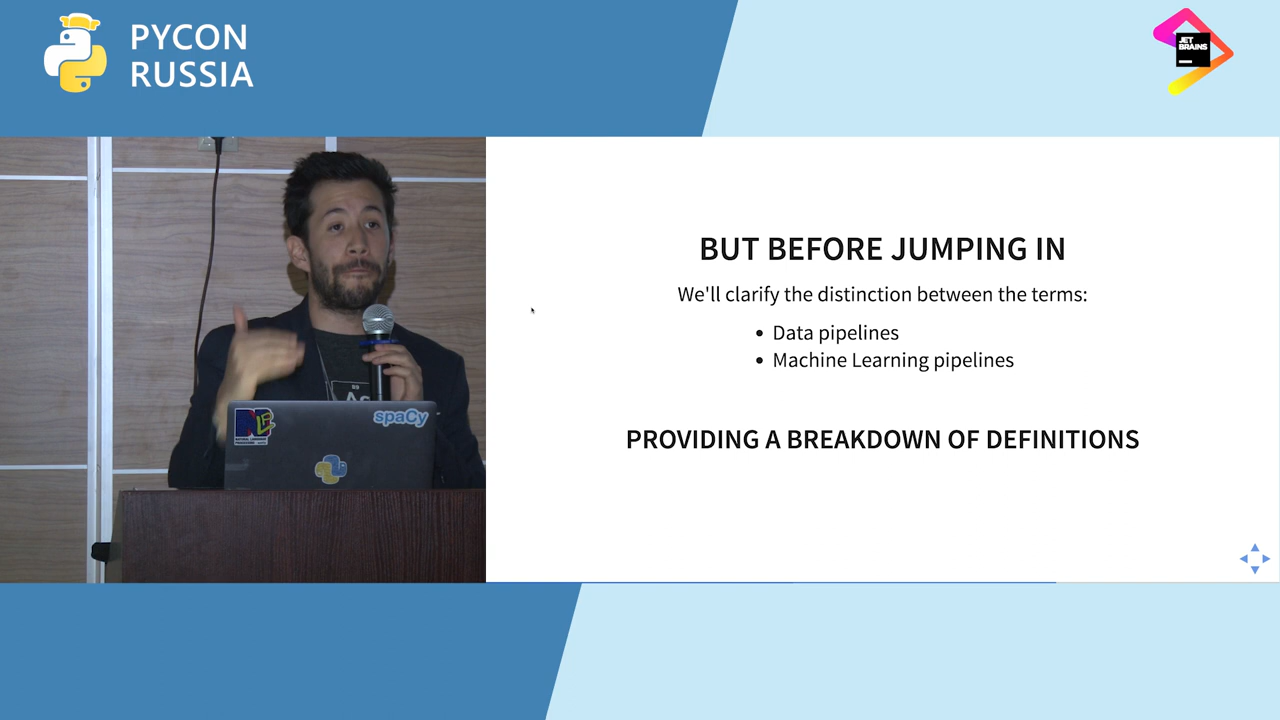 PYCON
RUSSIA
JET
BRAINS
BUT BEFORE JUMPING IN
We'll clarify the distinction between the terms:
• Data pipelines
• Machine Learning pipelines
PROVIDING A BREAKDOWN OF DEFINITIONS
99
spaCy